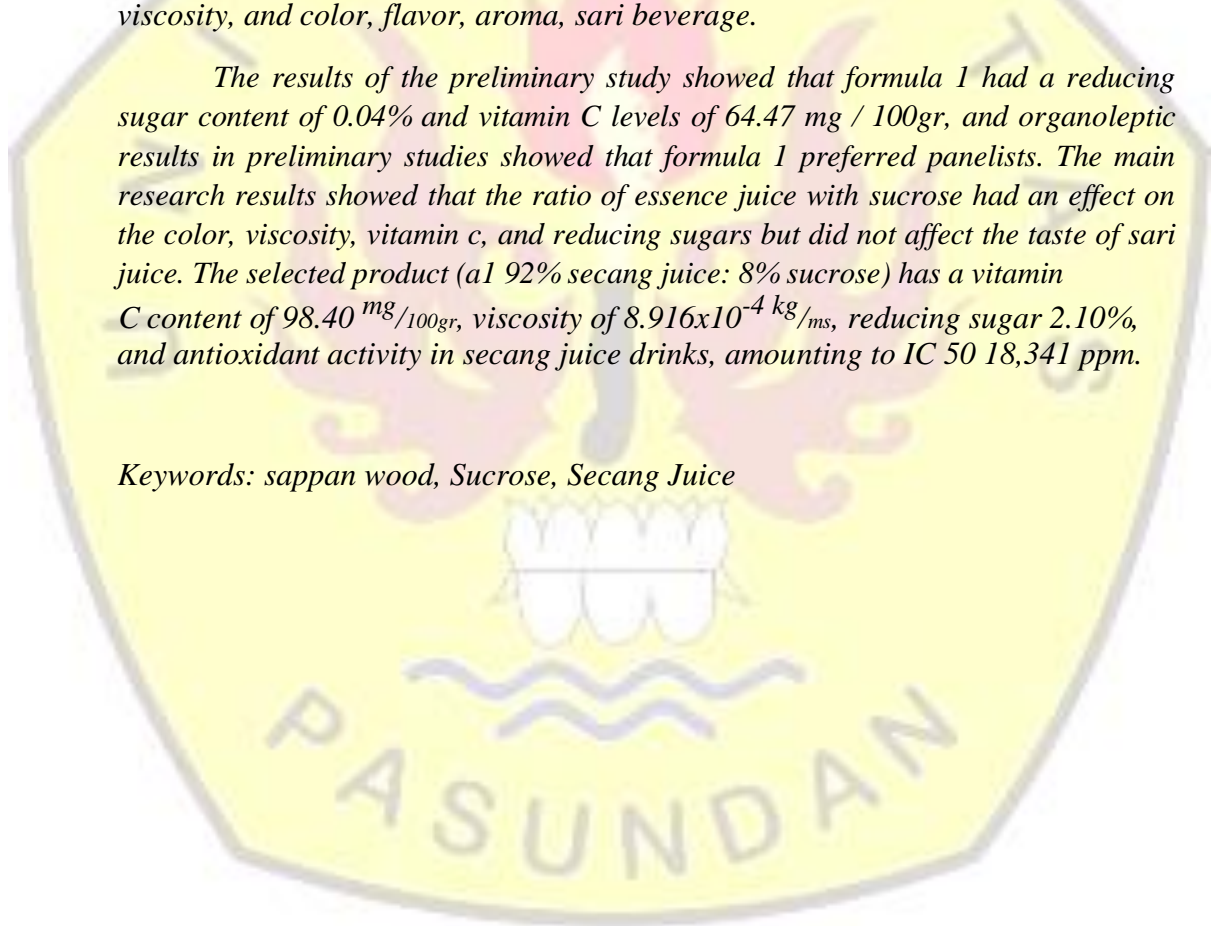 viscosity, and color, flavor, aroma, sari beverage.
The results of the preliminary study showed that formula 1 had a reducing
sugar content of 0.04% and vitamin C levels of 64.47 mg / 100gr, and organoleptic
results in preliminary studies showed that formula 1 preferred panelists. The main
research results showed that the ratio of essence juice with sucrose had an effect on
the color, viscosity, vitamin c, and reducing sugars but did not affect the taste of sari
juice. The selected product (a1 92% secang juice: 8% sucrose) has a vitamin
C content of 98.40 mg/100gr, viscosity of 8.916x10-4 kg/ms, reducing sugar 2.10%,
and antioxidant activity in secang juice drinks, amounting to IC 50 18,341 ppm.
Keywords: sappan wood, Sucrose, Secang Juice
UNI TAS
PASUNDAN